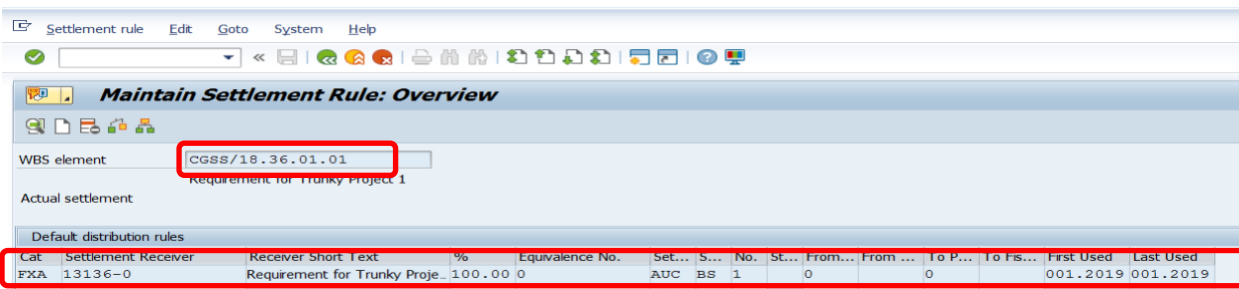 Settlement rule Edit Goto System Help
Maintain Settlement Rule: Overview
WBS element CGSS/18.36.01.01
Requirement for Trunky Project 1
Actual settlement
Default distribution rules
Cat Settlement Receiver Receiver Short Text % Equivalence No. Set... S... No. St... From... From ... To P... To Fis... First Used Last Used
FXA 13136-0 Requirement for Trunky Proje… 100.00 0 AUC BS 1 0 0 001.2019 001.2019